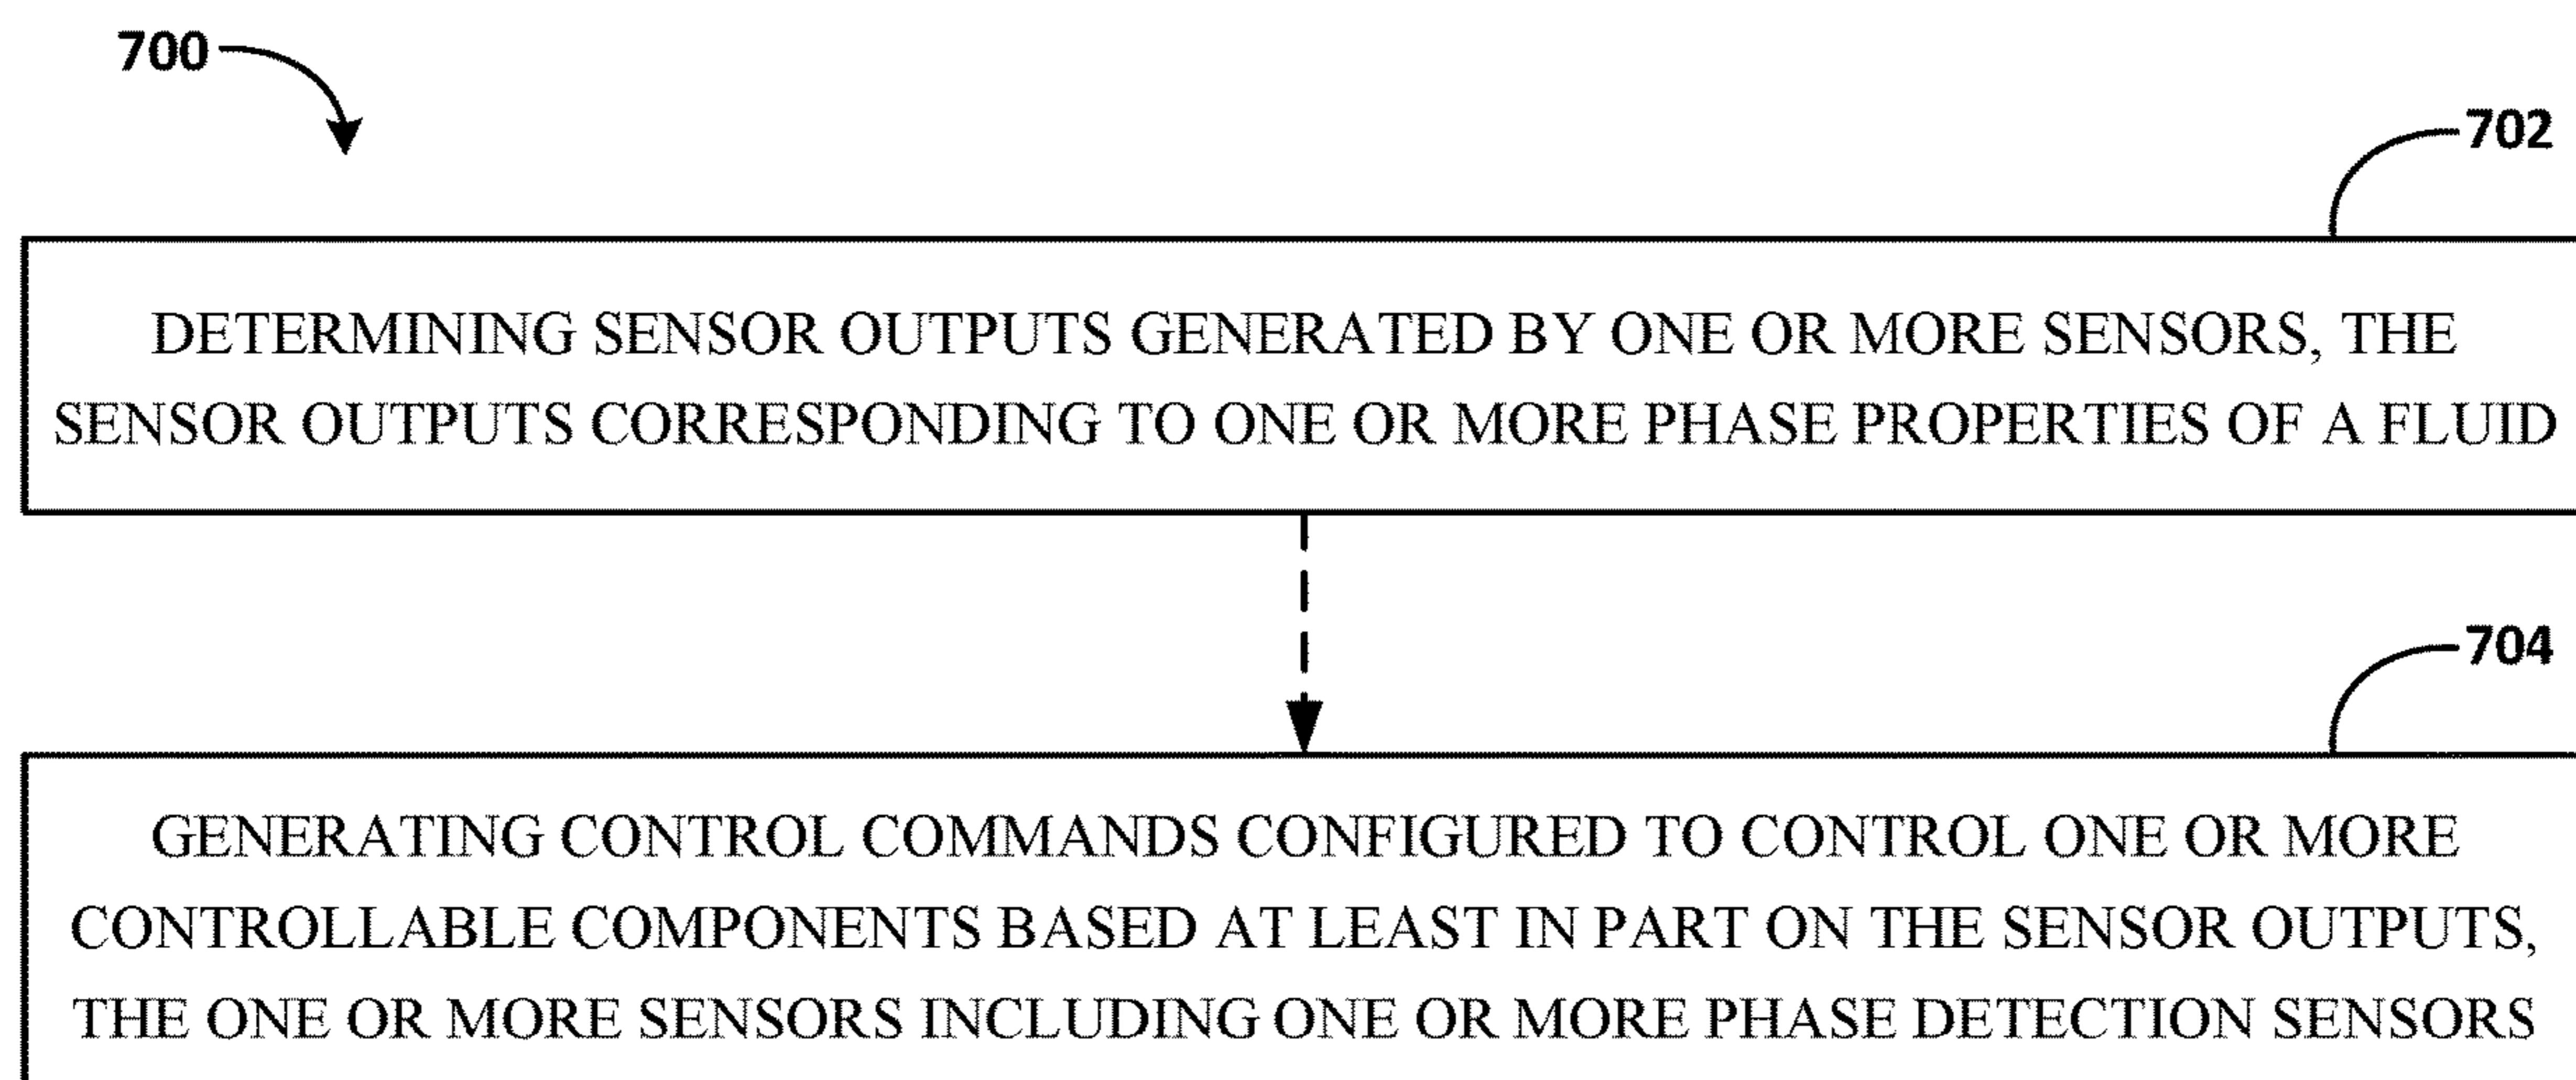 700
702
DETERMINING SENSOR OUTPUTS GENERATED BY ONE OR MORE SENSORS, THE
SENSOR OUTPUTS CORRESPONDING TO ONE OR MORE PHASE PROPERTIES OF A FLUID
704
GENERATING CONTROL COMMANDS CONFIGURED TO CONTROL ONE OR MORE
CONTROLLABLE COMPONENTS BASED AT LEAST IN PART ON THE SENSOR OUTPUTS,
THE ONE OR MORE SENSORS INCLUDING ONE OR MORE PHASE DETECTION SENSORS